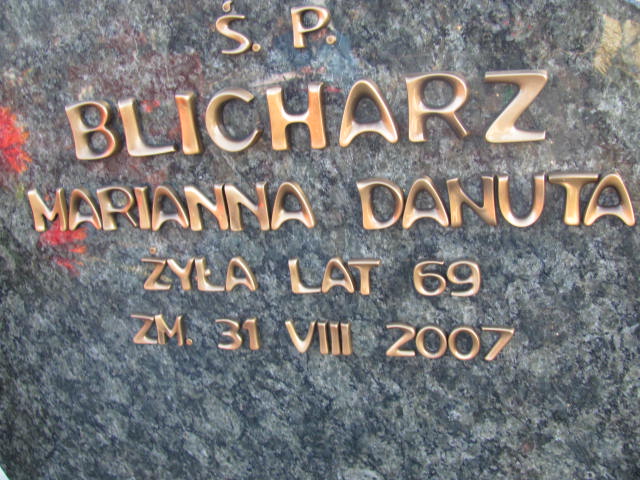 Ś. P.
BLICHARZ
MARIANNA DANUTA
ŻYŁA LAT 69
ZM. 31 VIII 2007